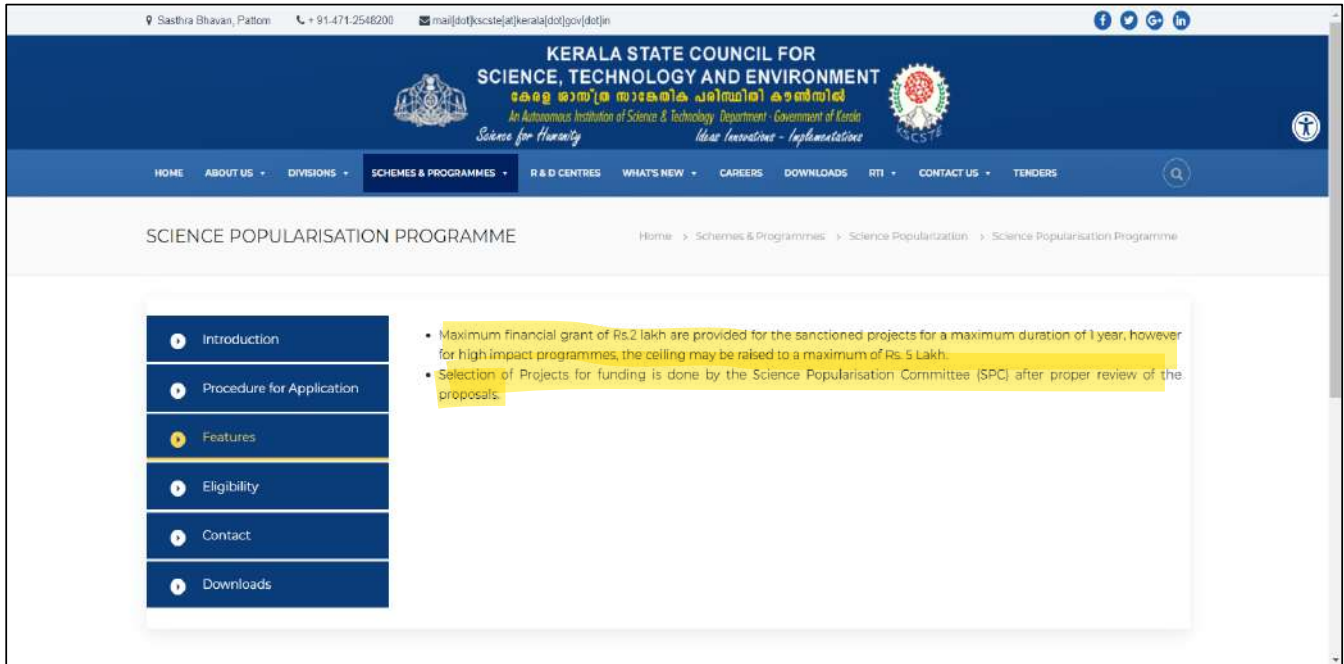 Sasthra Bhavan, Pattom + 91-471-2548200 mail[dot]kscste[at]kerala[dot]gov[dot]in
KERALA STATE COUNCIL FOR
SCIENCE, TECHNOLOGY AND ENVIRONMENT
കേരള ശാസ്ത്ര സാങ്കേതിക പരിസ്ഥിതി കൗൺസിൽ
An Autonomous Institution of Science & Technology Department - Government of Kerala
Science for Humanity Ideas Innovations - Implementations
KSCSTE
HOME ABOUT US DIVISIONS SCHEMES & PROGRAMMES R & D CENTRES WHAT'S NEW CAREERS DOWNLOADS RTI CONTACT US TENDERS
SCIENCE POPULARISATION PROGRAMME Home > Schemes & Programmes > Science Popularization > Science Popularisation Programme
Introduction
Procedure for Application
Features
Eligibility
Contact
Downloads
• Maximum financial grant of Rs.2 lakh are provided for the sanctioned projects for a maximum duration of 1 year, however
for high impact programmes, the ceiling may be raised to a maximum of Rs. 5 Lakh.
• Selection of Projects for funding is done by the Science Popularisation Committee (SPC) after proper review of the
proposals.